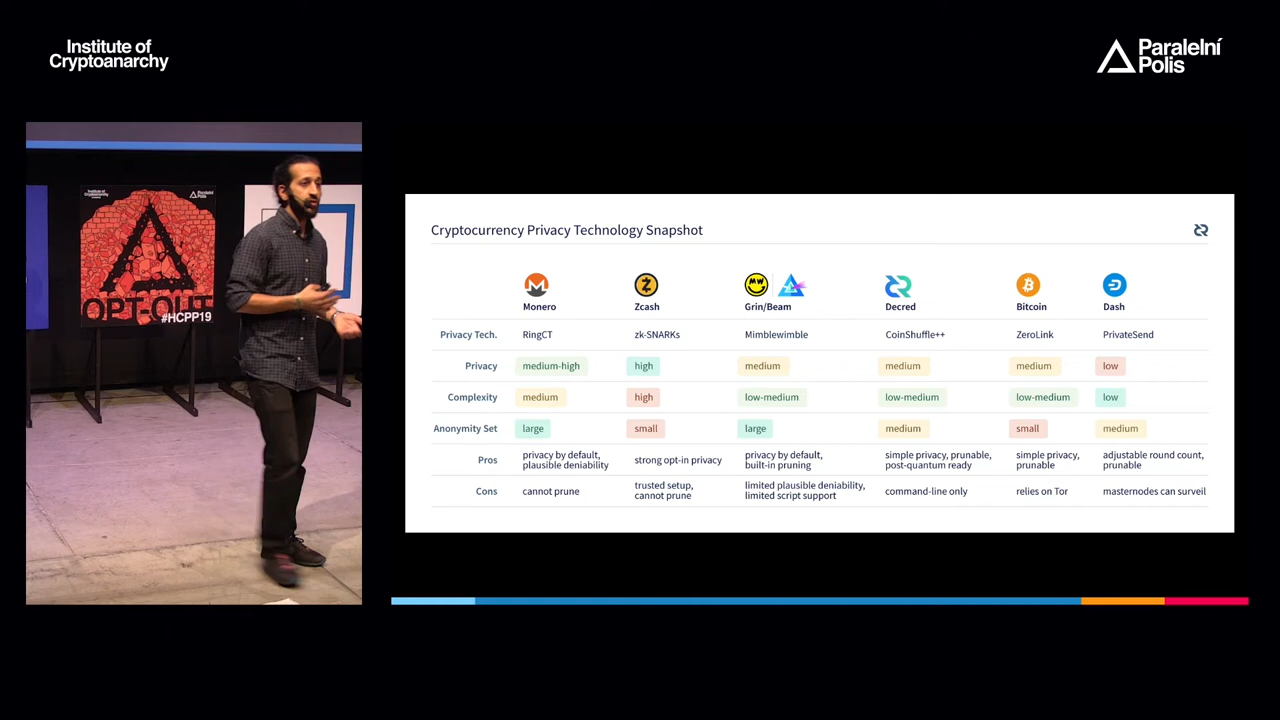 Institute of
Cryptoanarchy
Paralelní
Polis
Institute of
Cryptoanarchy
Paralelní
Polis
OPT-OUT
#HCPP19
Cryptocurrency Privacy Technology Snapshot
Monero Zcash Grin/Beam Decred Bitcoin Dash
Privacy Tech. RingCT zk-SNARKs Mimblewimble CoinShuffle++ ZeroLink PrivateSend
Privacy medium-high high medium medium medium low
Complexity medium high low-medium low-medium low-medium low
Anonymity Set large small large medium small medium
Pros privacy by default, plausible deniability strong opt-in privacy privacy by default, built-in pruning simple privacy, prunable, post-quantum ready simple privacy, prunable adjustable round count, prunable
Cons cannot prune trusted setup, cannot prune limited plausible deniability, limited script support command-line only relies on Tor masternodes can surveil